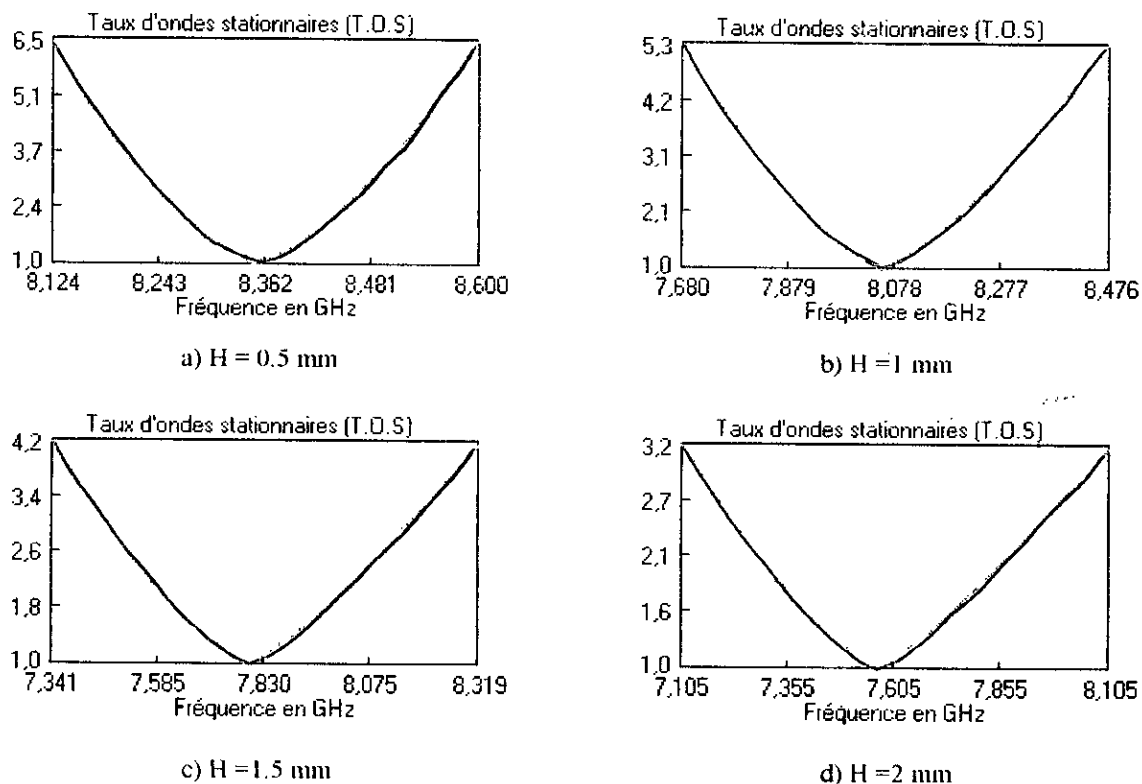 Taux d'ondes stationnaires (T.O.S)
6,5
5,1
3,7
2,4
1,0
8,124 8,243 8,362 8,481 8,600
Fréquence en GHz
a) H = 0.5 mm
Taux d'ondes stationnaires (T.O.S)
5,3
4,2
3,1
2,1
1,0
7,680 7,879 8,078 8,277 8,476
Fréquence en GHz
b) H =1 mm
Taux d'ondes stationnaires (T.O.S)
4,2
3,4
2,6
1,8
1,0
7,341 7,585 7,830 8,075 8,319
Fréquence en GHz
c) H =1.5 mm
Taux d'ondes stationnaires (T.O.S)
3,2
2,7
2,1
1,6
1,0
7,105 7,355 7,605 7,855 8,105
Fréquence en GHz
d) H =2 mm